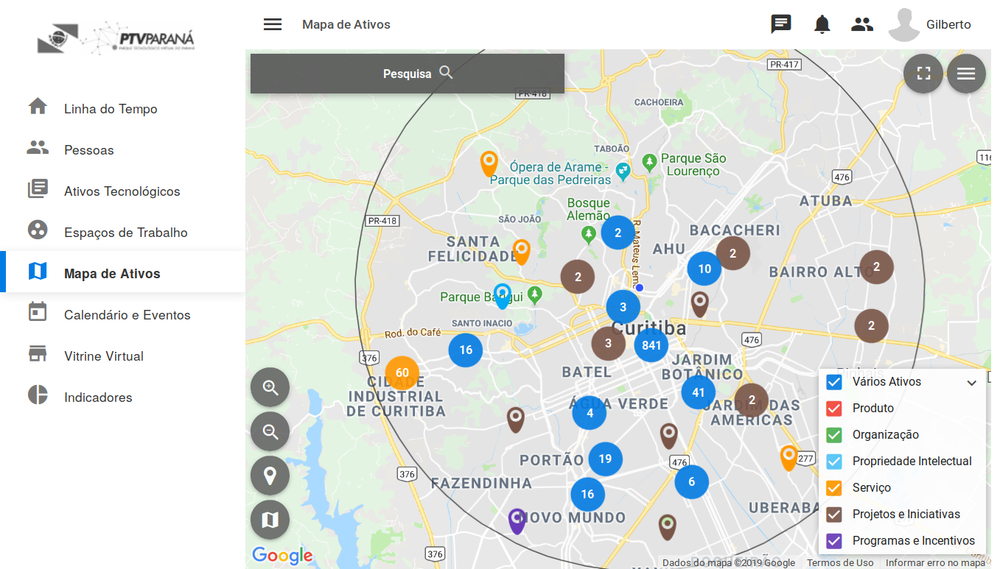 PTVPARANÁ
PARQUE TECNOLÓGICO VIRTUAL DO PARANÁ
Mapa de Ativos
Gilberto
Linha do Tempo
Pessoas
Ativos Tecnológicos
Espaços de Trabalho
Mapa de Ativos
Calendário e Eventos
Vitrine Virtual
Indicadores
Pesquisa
PR-417
PR-418
CACHOEIRA
TABOÃO
Parque São
Lourenço
116
Ópera de Arame -
Parque das Pedreiras
476
ATUBA
Bosque
Alemão
PR-418
SÃO JOÃO
R. Mateus Leme
2
BACACHERI
SANTA
FELICIDADE
AHU
2
10
BAIRRO ALTO
2
2
Parque Barigui
3
SANTO INACIO
Curitiba
2
Rod. do Café
476
3
841
16
376
JARDIM
BOTÂNICO
60
BATEL
Pinhais
CIDADE
INDUSTRIAL
DE CURITIBA
41
2
ÁGUA VERDE
JARDIM DAS
AMÉRICAS
4
PORTÃO
19
476
277
376
FAZENDINHA
6
16
UBERABA
NOVO MUNDO
376
Vários Ativos
Produto
Organização
Propriedade Intelectual
Serviço
Projetos e Iniciativas
Programas e Incentivos
Google
Dados do mapa ©2019 Google
Termos de Uso
Informar erro no mapa